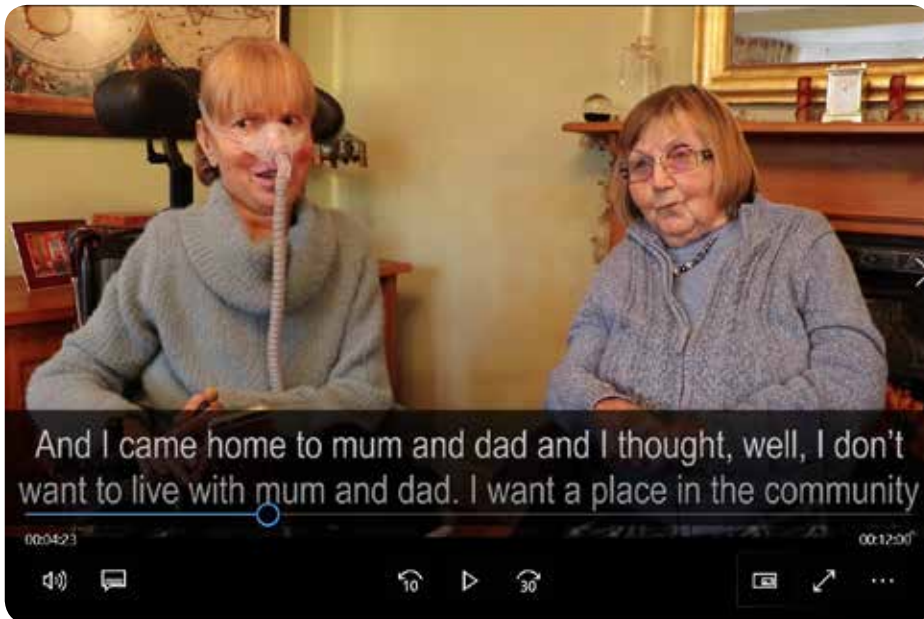 And I came home to mum and dad and I thought, well, I don't
want to live with mum and dad. I want a place in the community
00:04:23
00:12:00
10
30